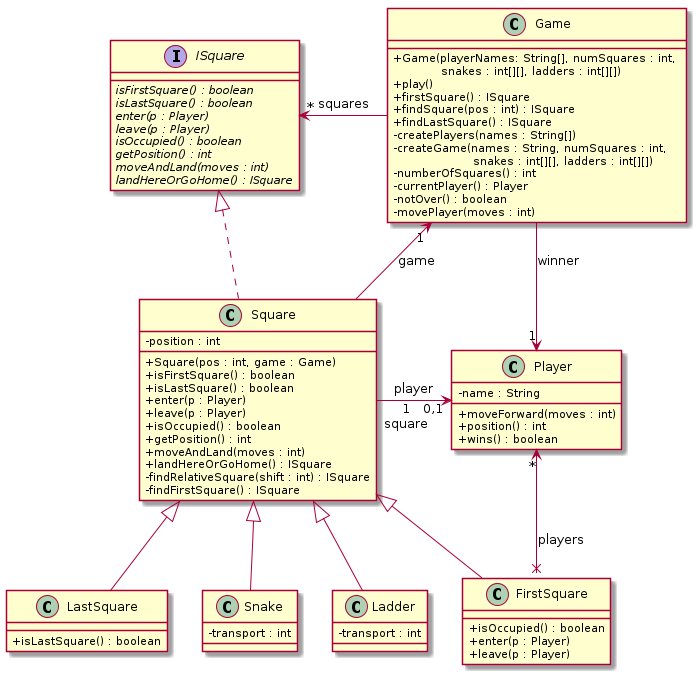 C Game
+Game(playerNames: String[], numSquares : int,
snakes : int[][], ladders : int[][])
+play()
+firstSquare() : ISquare
+findSquare(pos : int) : ISquare
+findLastSquare() : ISquare
-createPlayers(names : String[])
-createGame(names : String, numSquares : int,
snakes : int[][], ladders : int[][])
-numberOfSquares() : int
-currentPlayer() : Player
-notOver() : boolean
-movePlayer(moves : int)
I ISquare
isFirstSquare() : boolean
isLastSquare() : boolean
enter(p : Player)
leave(p : Player)
isOccupied() : boolean
getPosition() : int
moveAndLand(moves : int)
landHereOrGoHome() : ISquare
* squares
1
game
winner
1
C Square
-position : int
+Square(pos : int, game : Game)
+isFirstSquare() : boolean
+isLastSquare() : boolean
+enter(p : Player)
+leave(p : Player)
+isOccupied() : boolean
+getPosition() : int
+moveAndLand(moves : int)
+landHereOrGoHome() : ISquare
-findRelativeSquare(shift : int) : ISquare
-findFirstSquare() : ISquare
player
1 0,1
square
C Player
-name : String
+moveForward(moves : int)
+position() : int
+wins() : boolean
*
players
C LastSquare
+isLastSquare() : boolean
C Snake
-transport : int
C Ladder
-transport : int
C FirstSquare
+isOccupied() : boolean
+enter(p : Player)
+leave(p : Player)